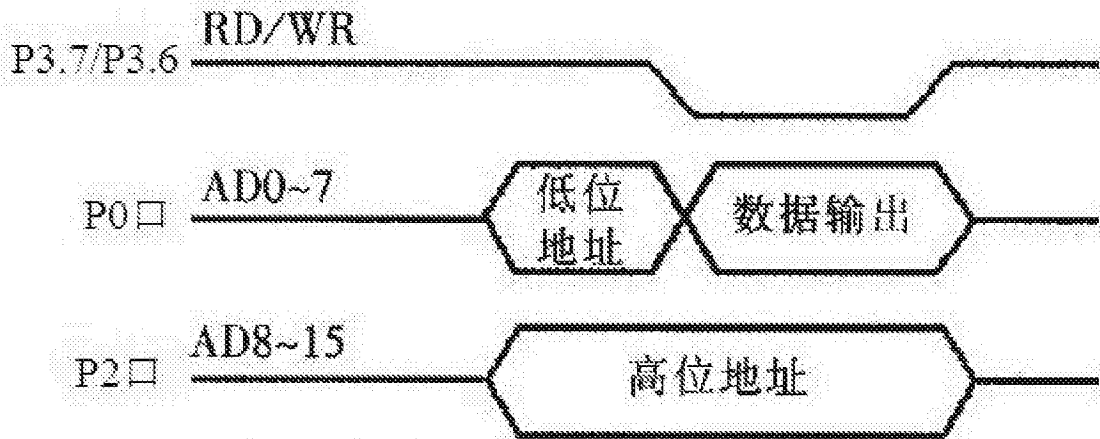 RD/WR
P3.7/P3.6
AD0~7
P0口
低位
地址
数据输出
AD8~15
P2口
高位地址